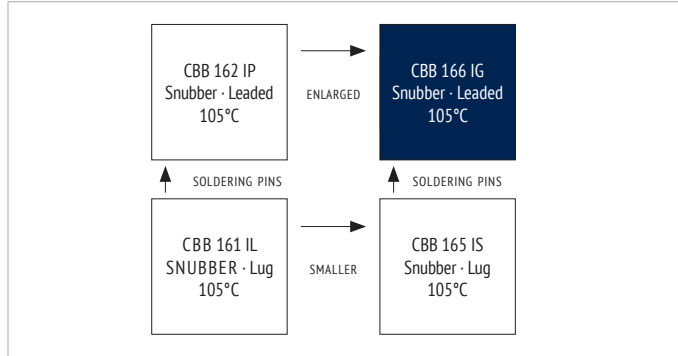 CBB 162 IP
Snubber · Leaded
105°C
ENLARGED
CBB 166 IG
Snubber · Leaded
105°C
SOLDERING PINS
SOLDERING PINS
CBB 161 IL
SNUBBER · Lug
105°C
SMALLER
CBB 165 IS
Snubber · Lug
105°C